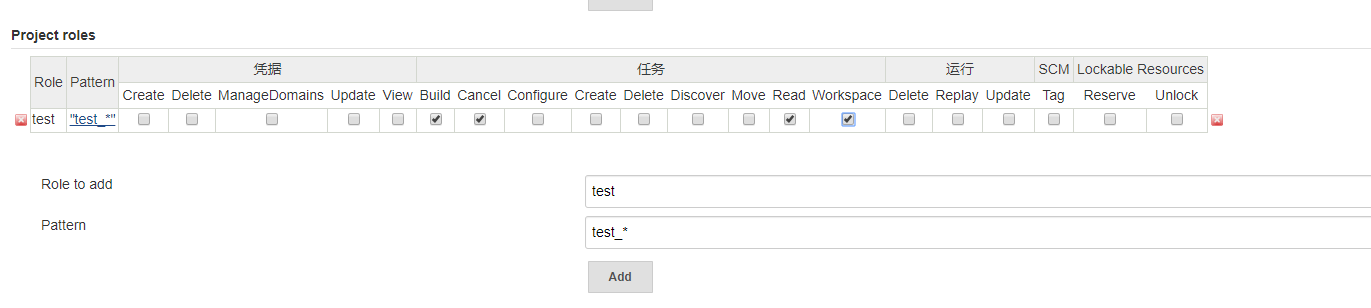 Project roles
Role Pattern 凭据 任务 运行 SCM Lockable Resources
Create Delete ManageDomains Update View Build Cancel Configure Create Delete Discover Move Read Workspace Delete Replay Update Tag Reserve Unlock
test "test_*"
Role to add test
Pattern test_*
Add